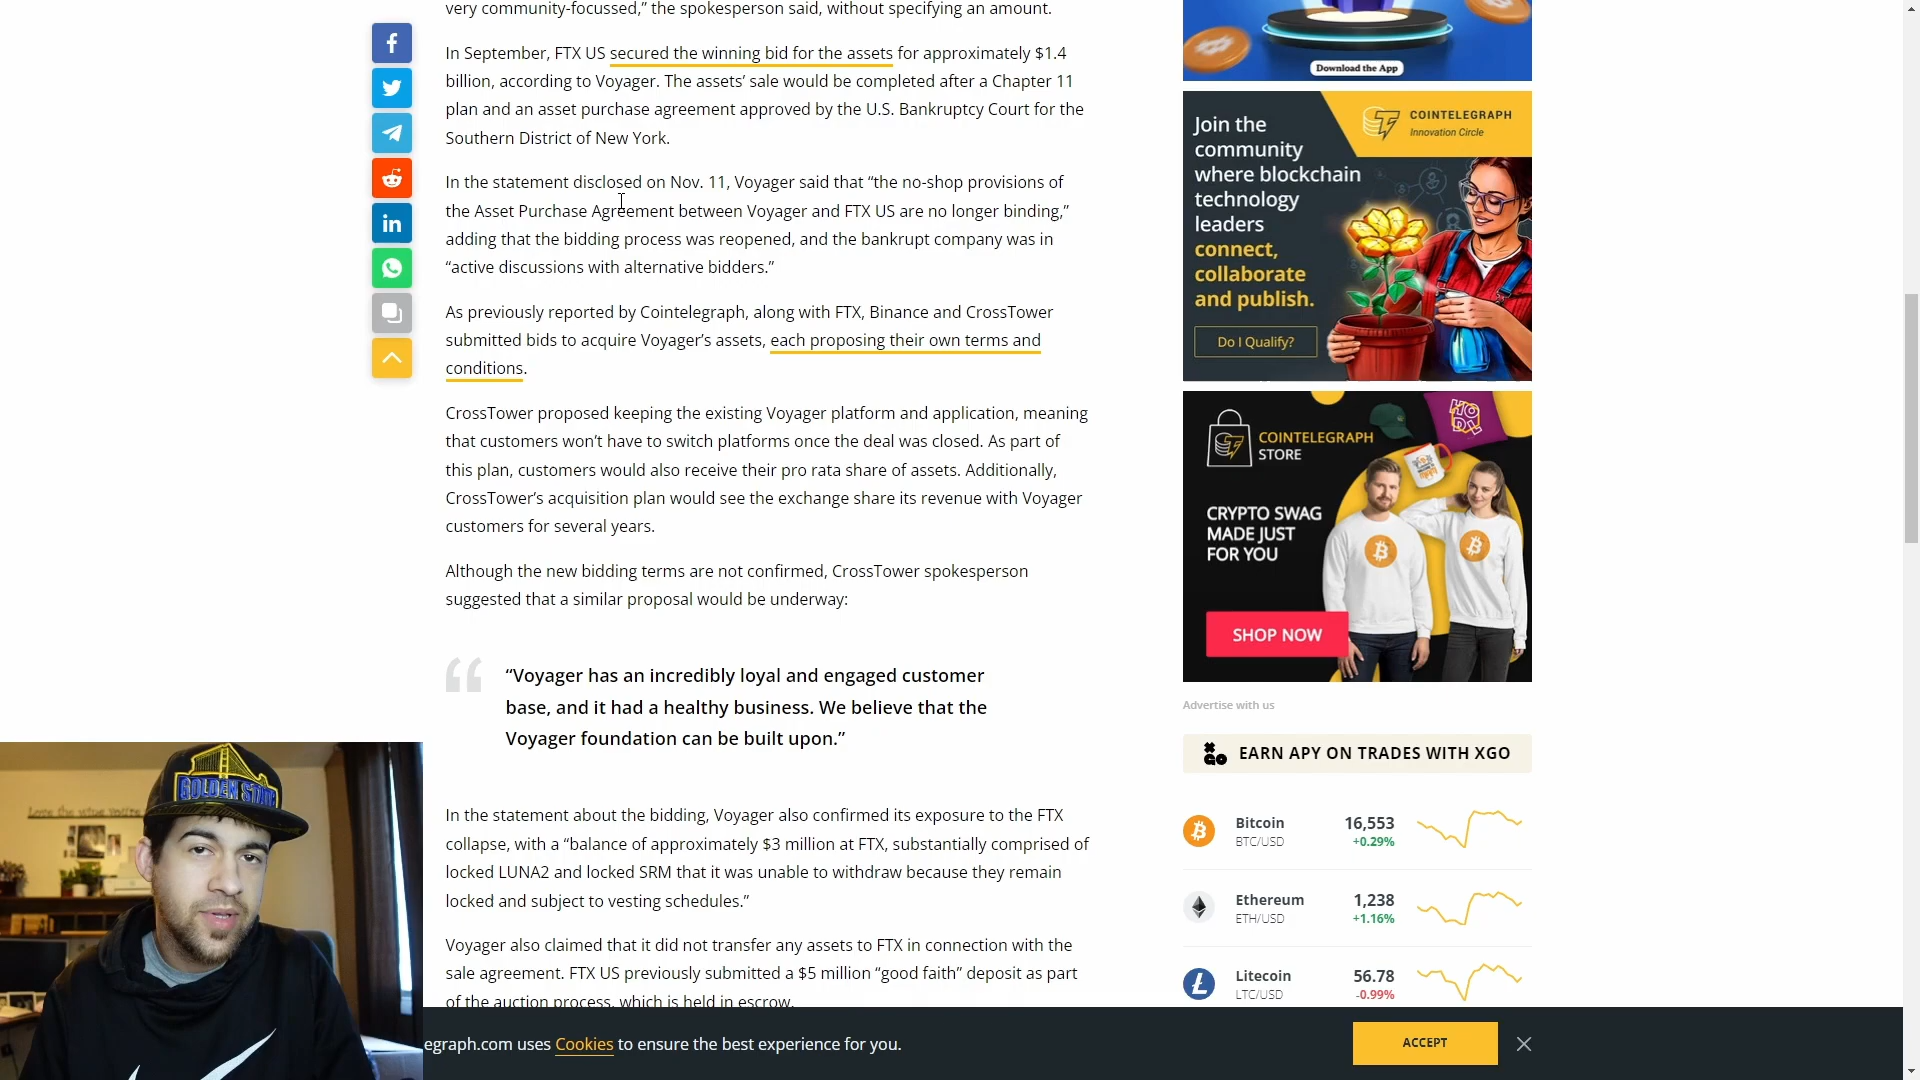 very community-focussed,” the spokesperson said, without specifying an amount.
In September, FTX US secured the winning bid for the assets for approximately $1.4
billion, according to Voyager. The assets’ sale would be completed after a Chapter 11
plan and an asset purchase agreement approved by the U.S. Bankruptcy Court for the
Southern District of New York.
In the statement disclosed on Nov. 11, Voyager said that “the no-shop provisions of
the Asset Purchase Agreement between Voyager and FTX US are no longer binding,”
adding that the bidding process was reopened, and the bankrupt company was in
“active discussions with alternative bidders.”
As previously reported by Cointelegraph, along with FTX, Binance and CrossTower
submitted bids to acquire Voyager’s assets, each proposing their own terms and
conditions.
CrossTower proposed keeping the existing Voyager platform and application, meaning
that customers won’t have to switch platforms once the deal was closed. As part of
this plan, customers would also receive their pro rata share of assets. Additionally,
CrossTower’s acquisition plan would see the exchange share its revenue with Voyager
customers for several years.
Although the new bidding terms are not confirmed, CrossTower spokesperson
suggested that a similar proposal would be underway:
“Voyager has an incredibly loyal and engaged customer
base, and it had a healthy business. We believe that the
Voyager foundation can be built upon.”
In the statement about the bidding, Voyager also confirmed its exposure to the FTX
collapse, with a “balance of approximately $3 million at FTX, substantially comprised of
locked LUNA2 and locked SRM that it was unable to withdraw because they remain
locked and subject to vesting schedules.”
Voyager also claimed that it did not transfer any assets to FTX in connection with the
sale agreement. FTX US previously submitted a $5 million “good faith” deposit as part
of the auction process, which is held in escrow.
Download the App
COINTELEGRAPH
Innovation Circle
Join the
community
where blockchain
technology
leaders
connect,
collaborate
and publish.
Do I Qualify?
COINTELEGRAPH
STORE
HODL
CRYPTO SWAG
MADE JUST
FOR YOU
SHOP NOW
Advertise with us
XGO
EARN APY ON TRADES WITH XGO
Bitcoin 16,553
BTC/USD +0.29%
Ethereum 1,238
ETH/USD +1.16%
Litecoin 56.78
LTC/USD -0.99%
GOLDEN STATE
egraph.com uses Cookies to ensure the best experience for you.
ACCEPT